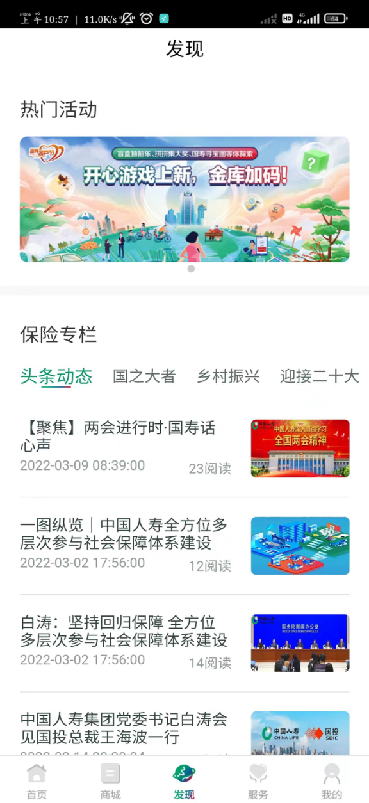 上午 10:57 | 11.0K/s
HD
4G
64
发现
热门活动
开心游戏上新，金库加码！
保险专栏
头条动态 国之大者 乡村振兴 迎接二十大
【聚焦】两会进行时·国寿话
心声
2022-03-09 08:39:00
23阅读
全国两会精神
一图纵览｜中国人寿全方位多
层次参与社会保障体系建设
2022-03-02 17:56:00
12阅读
白涛：坚持回归保障 全方位
多层次参与社会保障体系建设
2022-03-02 17:56:00
14阅读
中国人寿集团党委书记白涛会
见国投总裁王海波一行
中国人寿
CHINA LIFE
国投
SDIC
首页 商城 发现 服务 我的